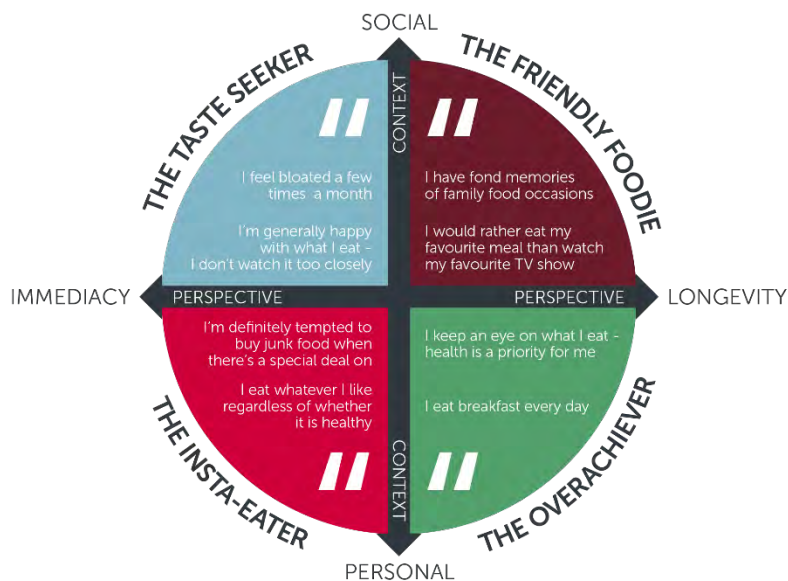 SOCIAL
THE TASTE SEEKER
THE FRIENDLY FOODIE
CONTEXT
I feel bloated a few
times a month
I'm generally happy
with what I eat -
I don't watch it too closely
I have fond memories
of family food occasions
I would rather eat my
favourite meal than watch
my favourite TV show
IMMEDIACY
PERSPECTIVE
PERSPECTIVE
LONGEVITY
I'm definitely tempted to
buy junk food when
there's a special deal on
I eat whatever I like
regardless of whether
it is healthy
I keep an eye on what I eat -
health is a priority for me
I eat breakfast every day
CONTEXT
THE INSTA-EATER
THE OVERACHIEVER
PERSONAL